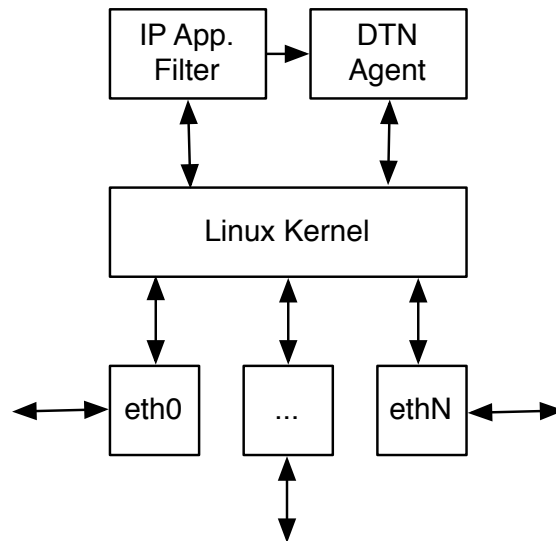 IP App.
Filter
DTN
Agent
Linux Kernel
eth0
...
ethN